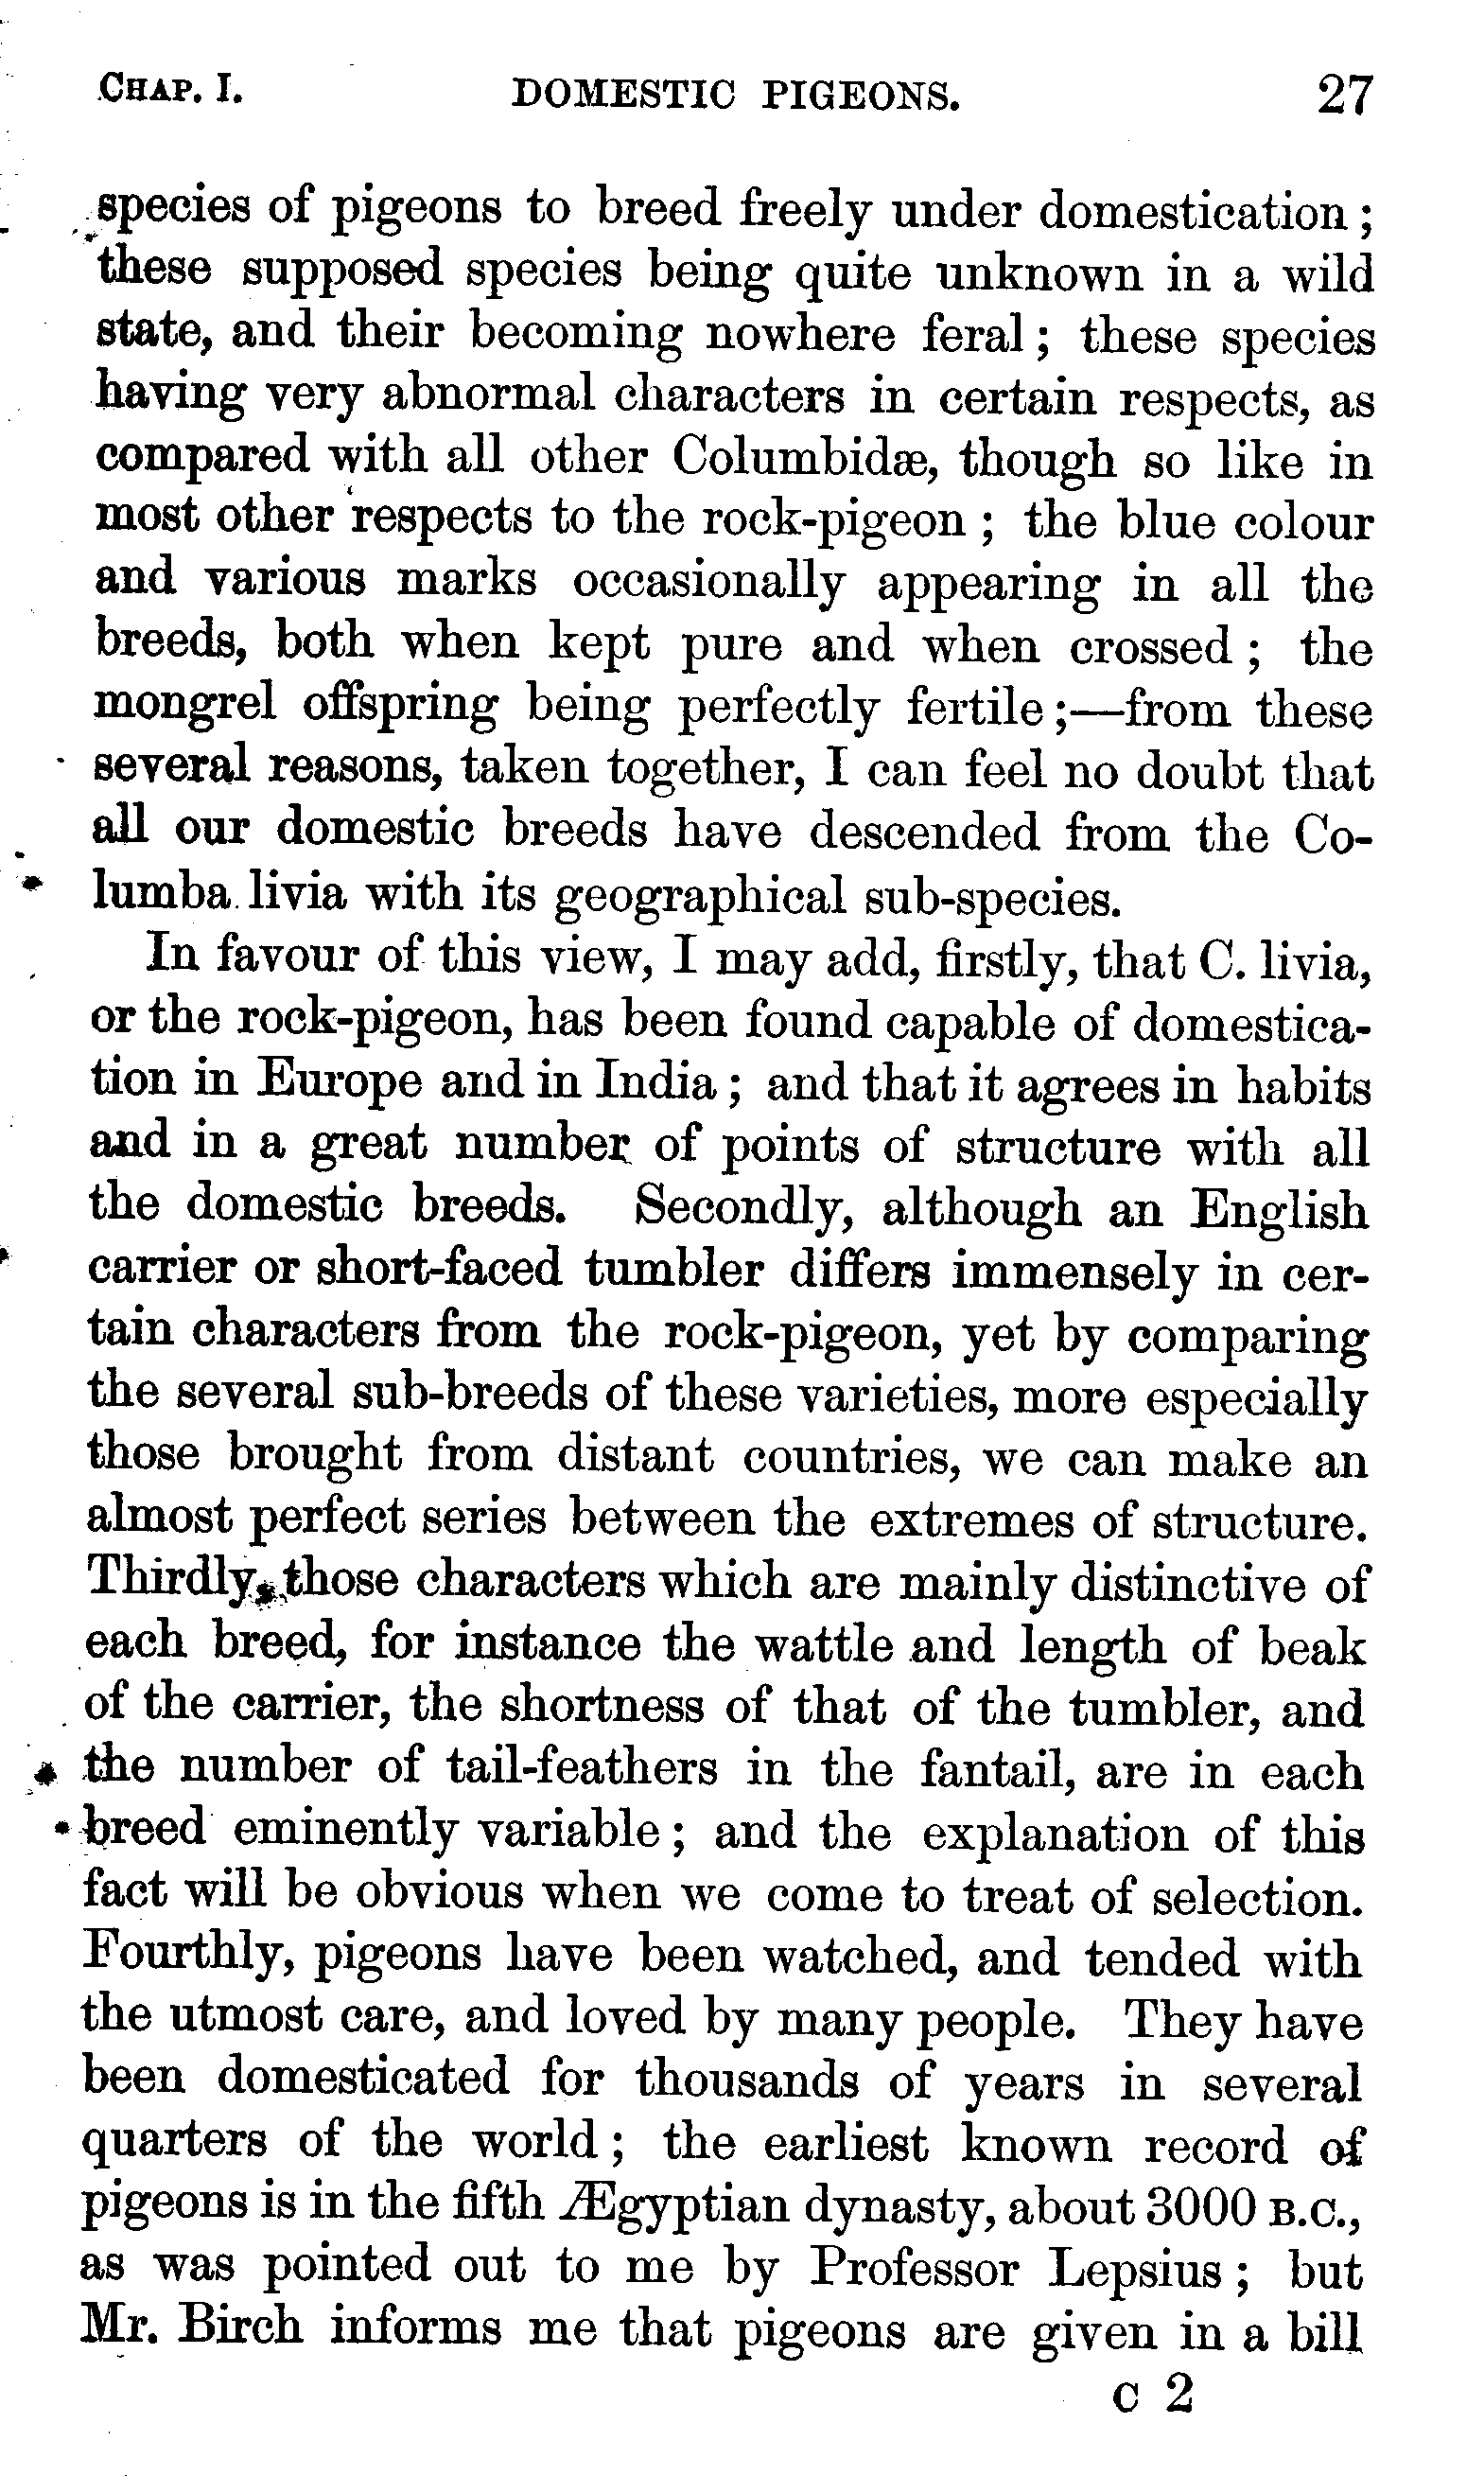 CHAP. I. DOMESTIC PIGEONS. 27
species of pigeons to breed freely under domestication;
these supposed species being quite unknown in a wild
state, and their becoming nowhere feral; these species
having very abnormal characters in certain respects, as
compared with all other Columbidæ, though so like in
most other respects to the rock-pigeon; the blue colour
and various marks occasionally appearing in all the
breeds, both when kept pure and when crossed; the
mongrel offspring being perfectly fertile;—from these
several reasons, taken together, I can feel no doubt that
all our domestic breeds have descended from the Co-
lumba livia with its geographical sub-species.
In favour of this view, I may add, firstly, that C. livia,
or the rock-pigeon, has been found capable of domestica-
tion in Europe and in India; and that it agrees in habits
and in a great number of points of structure with all
the domestic breeds. Secondly, although an English
carrier or short-faced tumbler differs immensely in cer-
tain characters from the rock-pigeon, yet by comparing
the several sub-breeds of these varieties, more especially
those brought from distant countries, we can make an
almost perfect series between the extremes of structure.
Thirdly, those characters which are mainly distinctive of
each breed, for instance the wattle and length of beak
of the carrier, the shortness of that of the tumbler, and
the number of tail-feathers in the fantail, are in each
breed eminently variable; and the explanation of this
fact will be obvious when we come to treat of selection.
Fourthly, pigeons have been watched, and tended with
the utmost care, and loved by many people. They have
been domesticated for thousands of years in several
quarters of the world; the earliest known record of
pigeons is in the fifth Ægyptian dynasty, about 3000 B.C.,
as was pointed out to me by Professor Lepsius; but
Mr. Birch informs me that pigeons are given in a bill
C 2